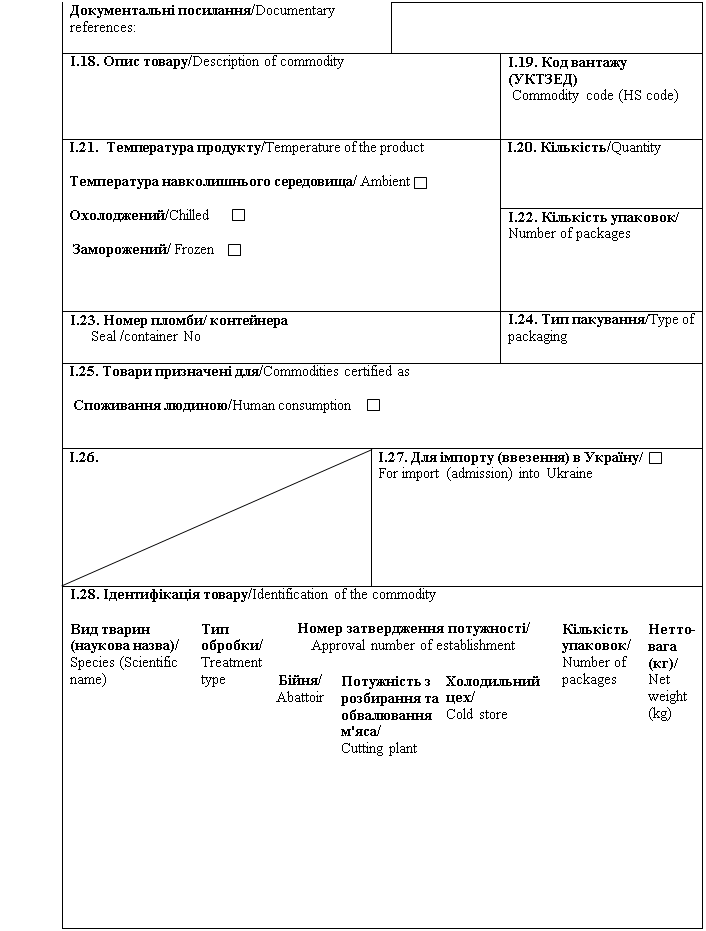 Документальні посилання/Documentary
references:
I.18. Опис товару/Description of commodity
I.19. Код вантажу
(УКТЗЕД)
Commodity code (HS code)
I.21. Температура продукту/Temperature of the product
Температура навколишнього середовища/ Ambient
Охолоджений/Chilled
Заморожений/ Frozen
I.20. Кількість/Quantity
I.22. Кількість упаковок/
Number of packages
I.23. Номер пломби/ контейнера
Seal /container No
I.24. Тип пакування/Type of
packaging
I.25. Товари призначені для/Commodities certified as
Споживання людиною/Human consumption
I.26.
I.27. Для імпорту (ввезення) в Україну/
For import (admission) into Ukraine
I.28. Ідентифікація товару/Identification of the commodity
Вид тварин
(наукова назва)/
Species (Scientific
name)
Тип
обробки/
Treatment
type
Номер затвердження потужності/
Approval number of establishment
Бійня/
Abattoir
Потужність з
розбирання та
обвалювання
м'яса/
Cutting plant
Холодильний
цех/
Cold store
Кількість
упаковок/
Number of
packages
Нетто-
вага
(кг)/
Net
weight
(kg)